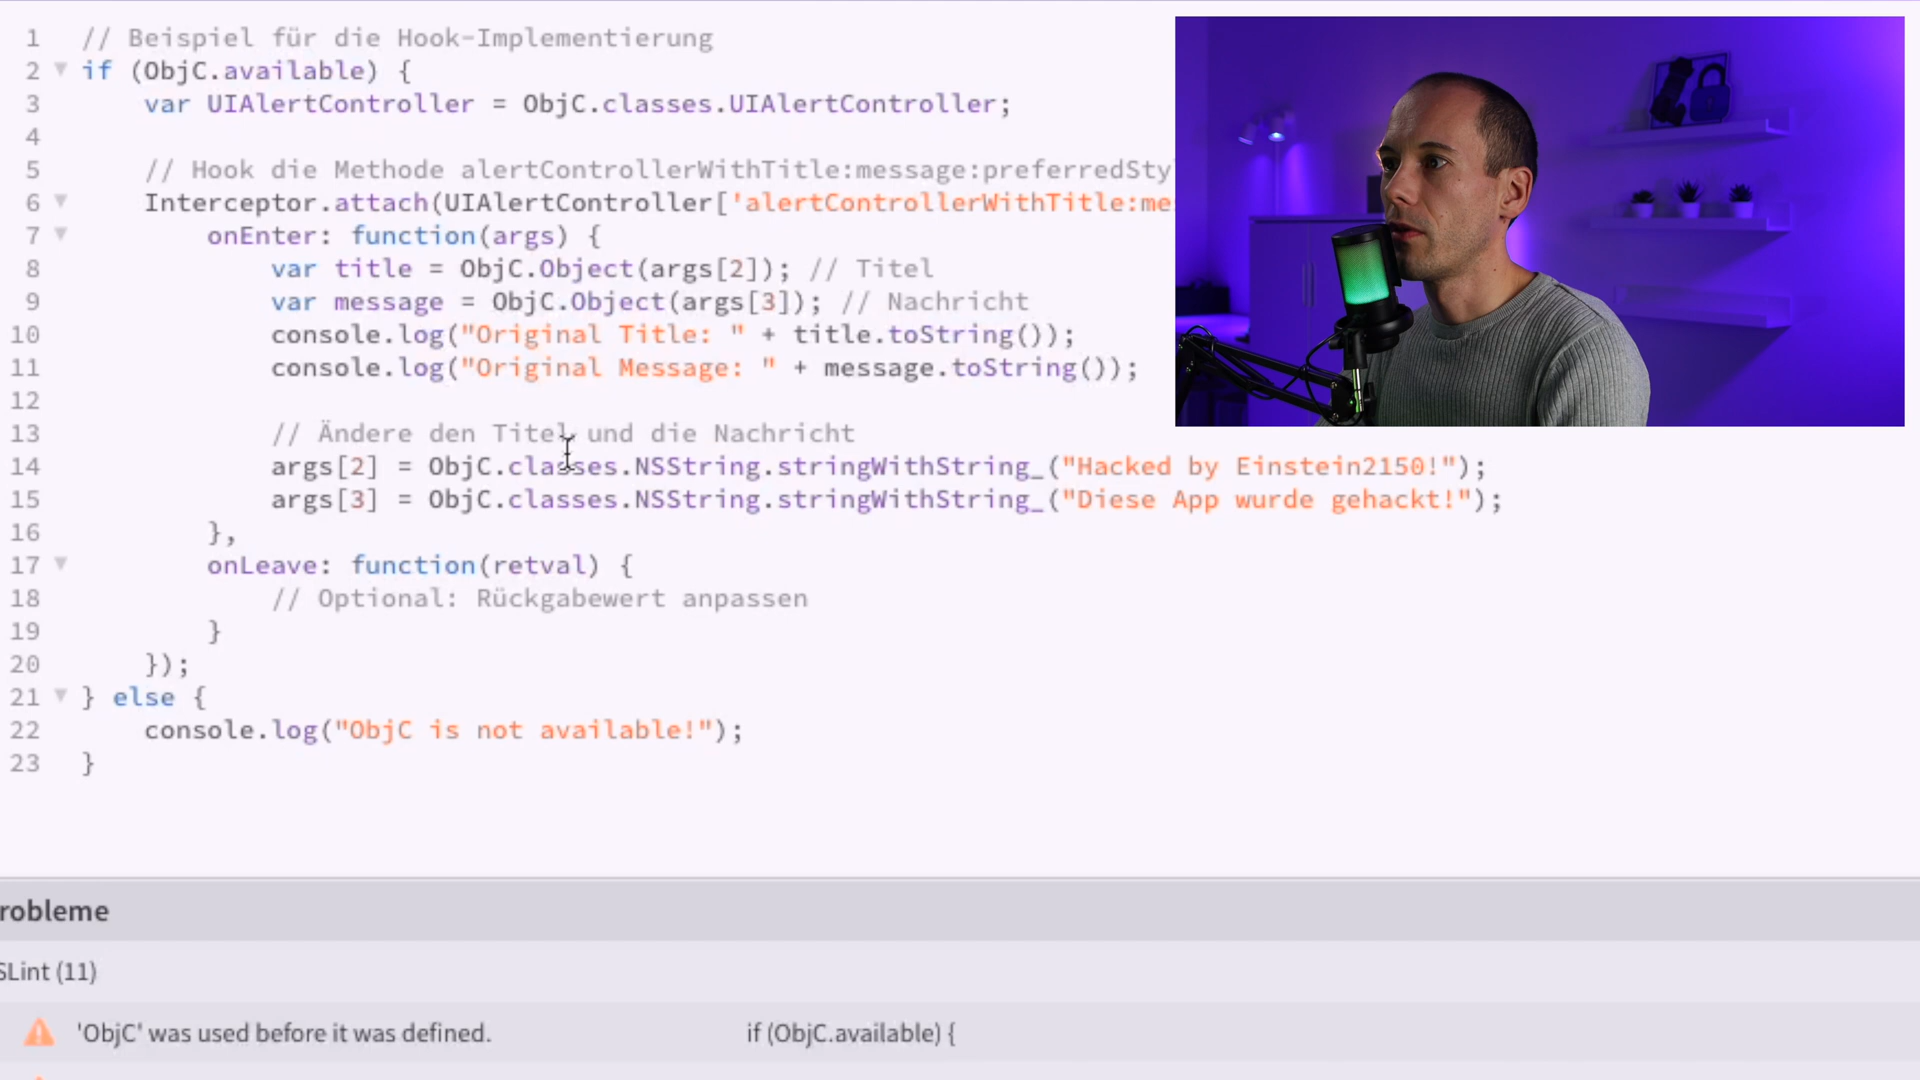 1 // Beispiel für die Hook-Implementierung
2 if (ObjC.available) {
3 var UIAlertController = ObjC.classes.UIAlertController;
4
5 // Hook die Methode alertControllerWithTitle:message:preferredSty
6 Interceptor.attach(UIAlertController['alertControllerWithTitle:me
7 onEnter: function(args) {
8 var title = ObjC.Object(args[2]); // Titel
9 var message = ObjC.Object(args[3]); // Nachricht
10 console.log("Original Title: " + title.toString());
11 console.log("Original Message: " + message.toString());
12
13 // Ändere den Titel und die Nachricht
14 args[2] = ObjC.classes.NSString.stringWithString_("Hacked by Einstein2150!");
15 args[3] = ObjC.classes.NSString.stringWithString_("Diese App wurde gehackt!");
16 },
17 onLeave: function(retval) {
18 // Optional: Rückgabewert anpassen
19 }
20 });
21 } else {
22 console.log("ObjC is not available!");
23 }
robleme
SLint (11)
'ObjC' was used before it was defined. if (ObjC.available) {